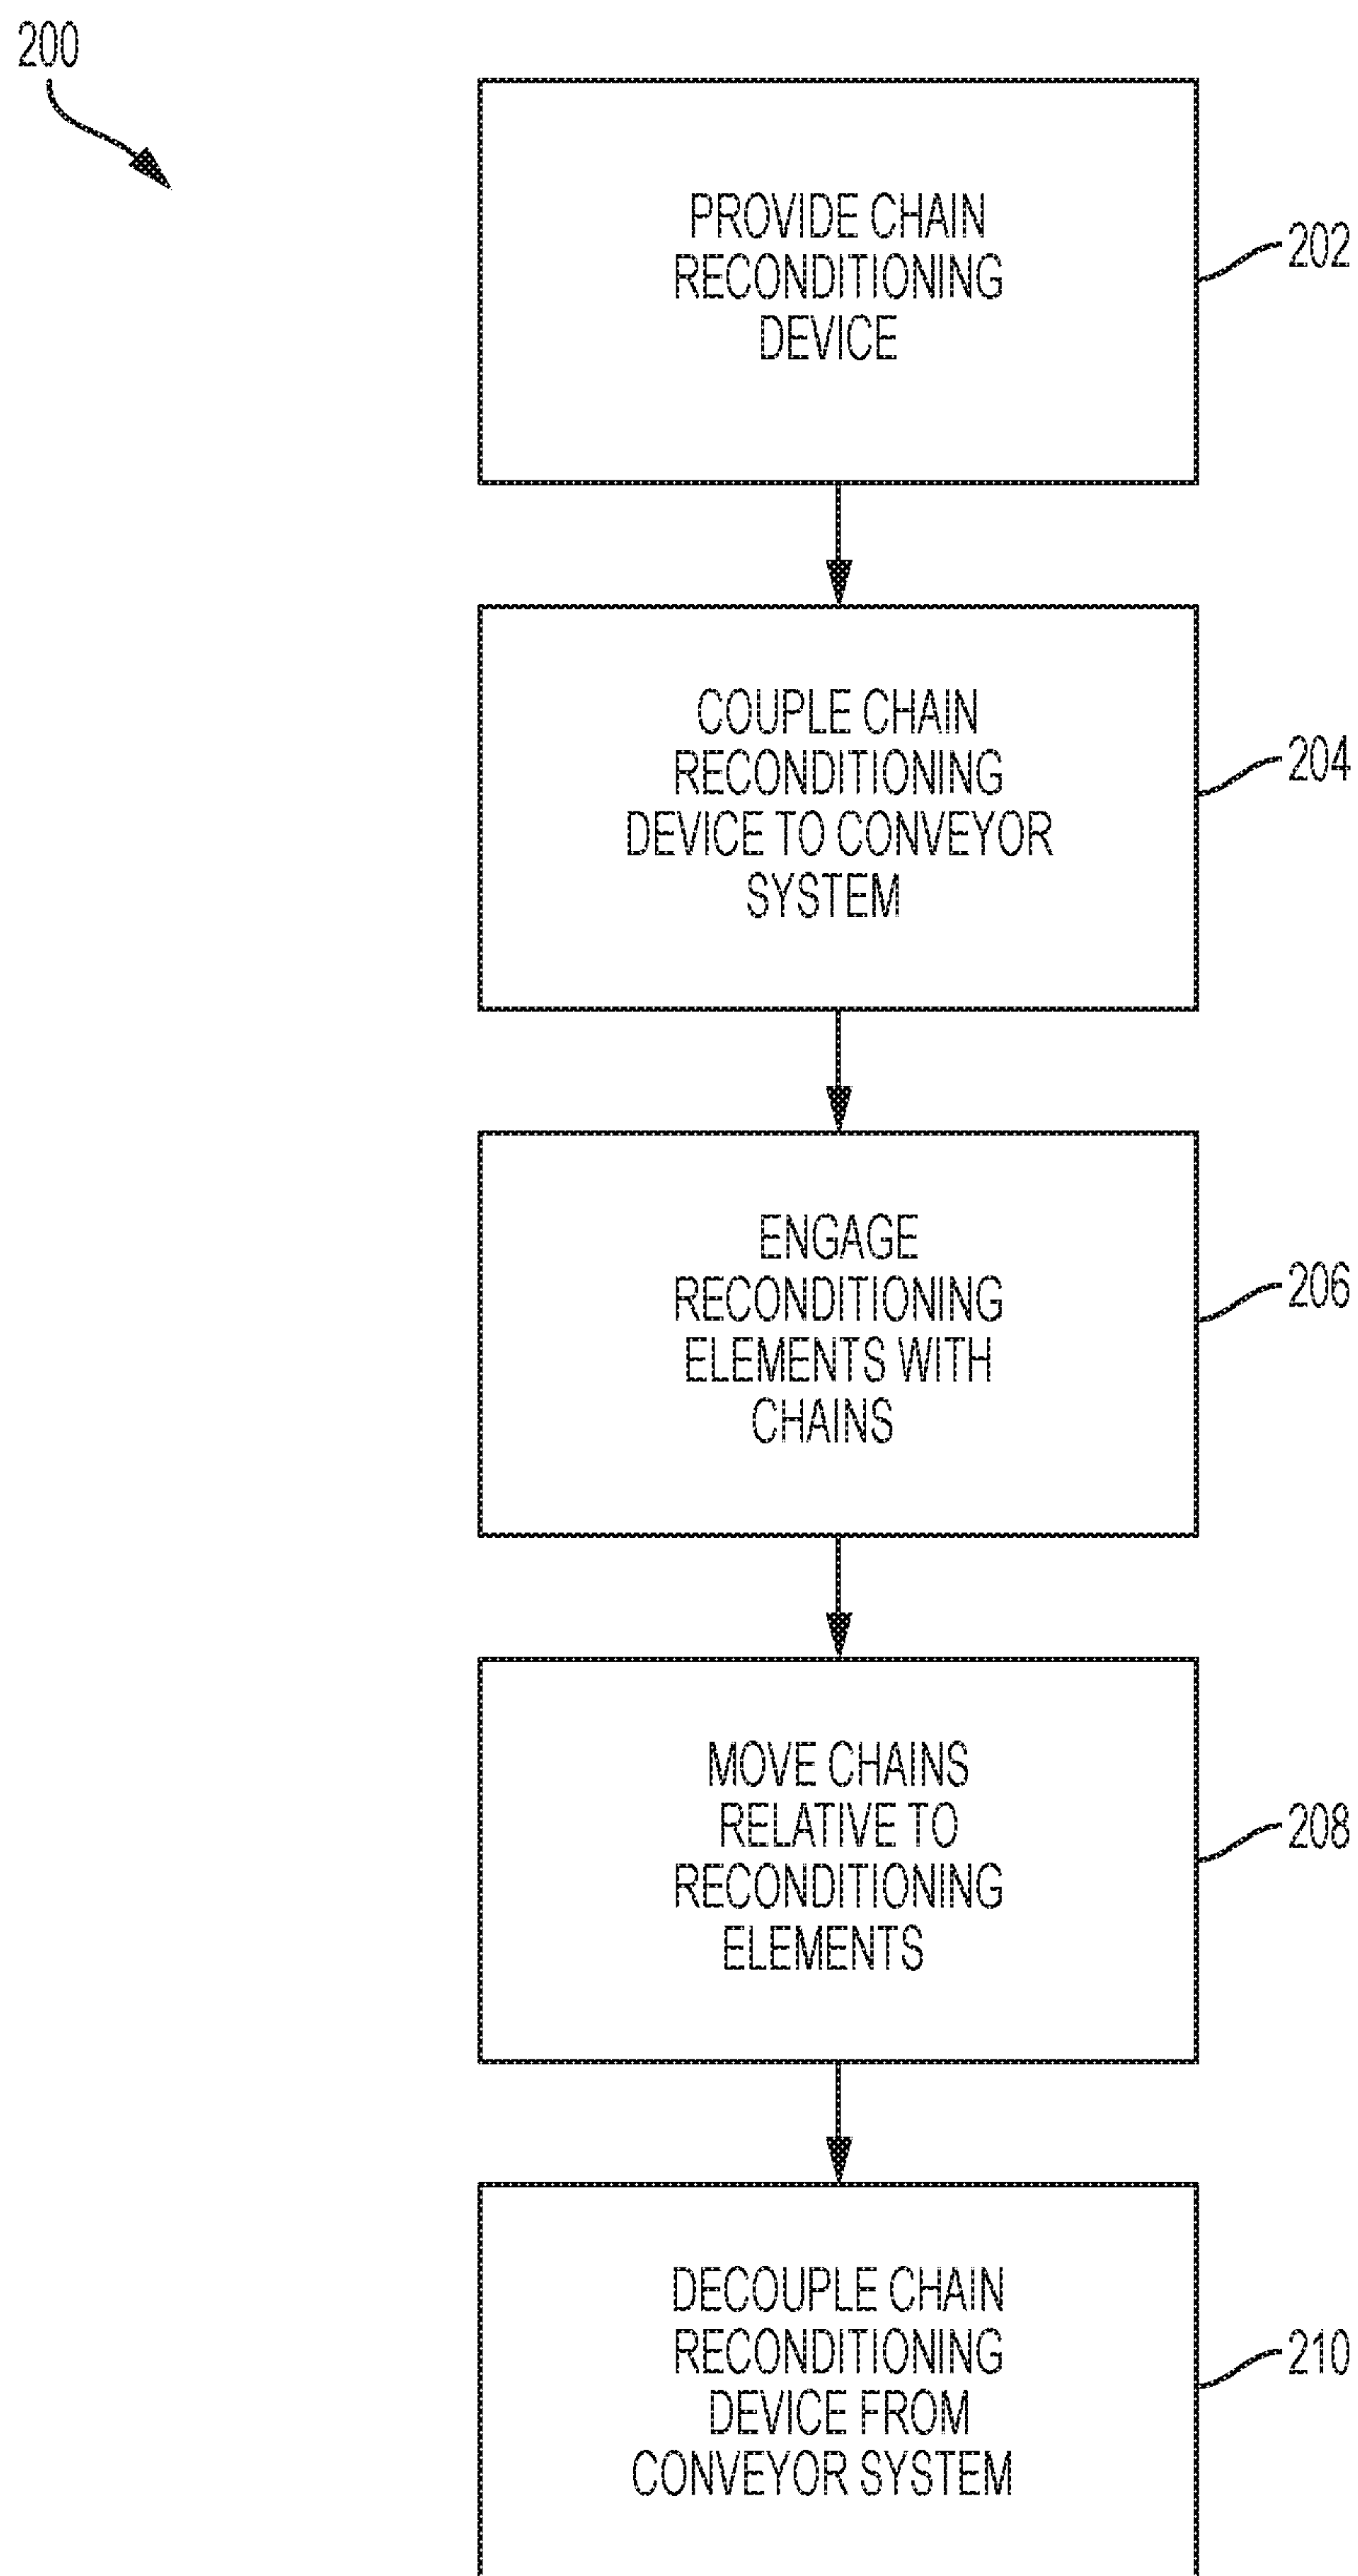 200
PROVIDE CHAIN
RECONDITIONING
DEVICE
202
COUPLE CHAIN
RECONDITIONING
DEVICE TO CONVEYOR
SYSTEM
204
ENGAGE
RECONDITIONING
ELEMENTS WITH
CHAINS
206
MOVE CHAINS
RELATIVE TO
RECONDITIONING
ELEMENTS
208
DECOUPLE CHAIN
RECONDITIONING
DEVICE FROM
CONVEYOR SYSTEM
210